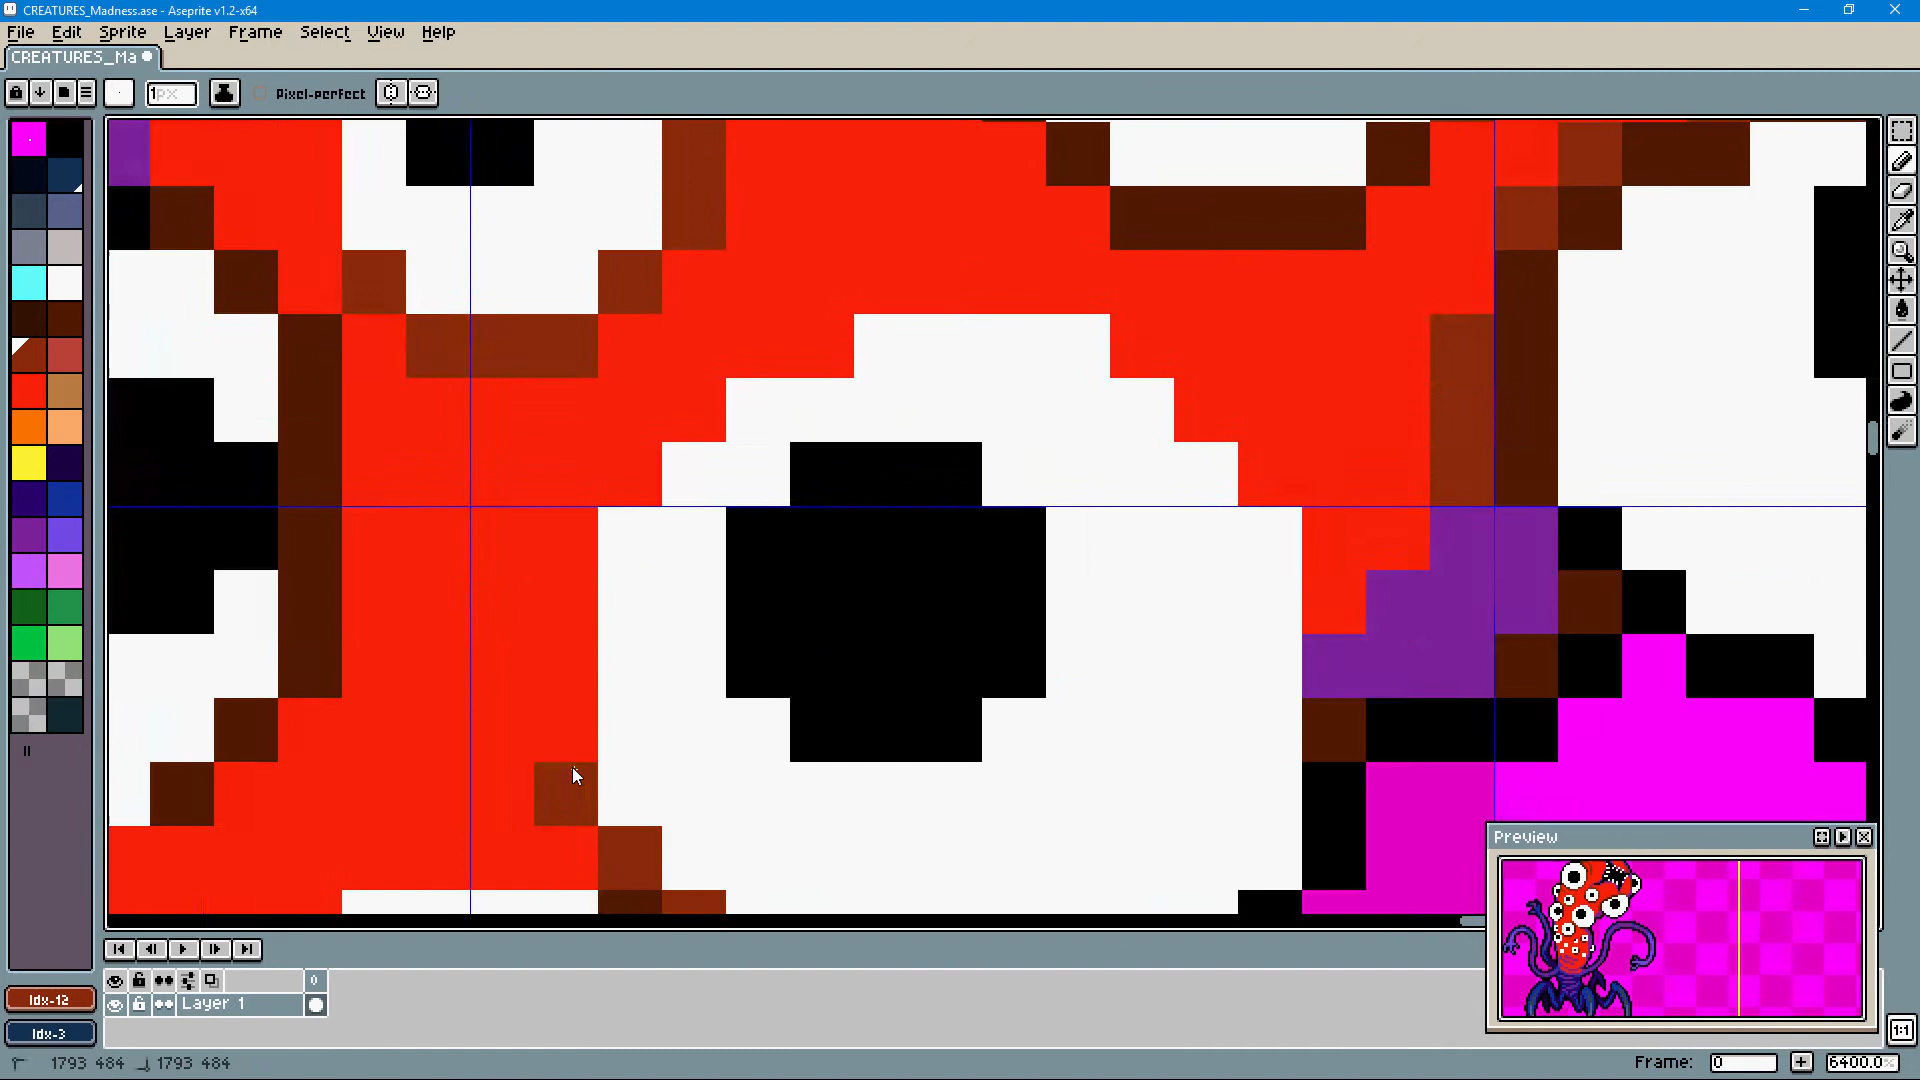 CREATURES_Madness.ase - Aseprite v1.2-x64
File Edit Sprite Layer Frame Select View Help
CREATURES_Ma
1px Pixel-perfect
Idx-12
Idx-3
Preview
0
Layer 1
1:1
1793 484 1793 484
Frame: 0 + 6400.0